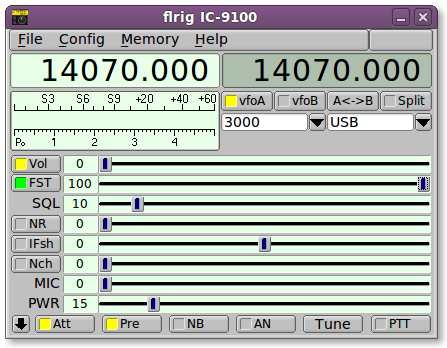 flrig IC-9100
File Config Memory Help
14070.000 14070.000
S3 S6 S9 +20 +40 +60
Po 1 2 3 4
vfoA vfoB A<->B Split
3000 USB
Vol 0
FST 100
SQL 10
NR 0
IFsh 0
Nch 0
MIC 0
PWR 15
Att Pre NB AN Tune PTT